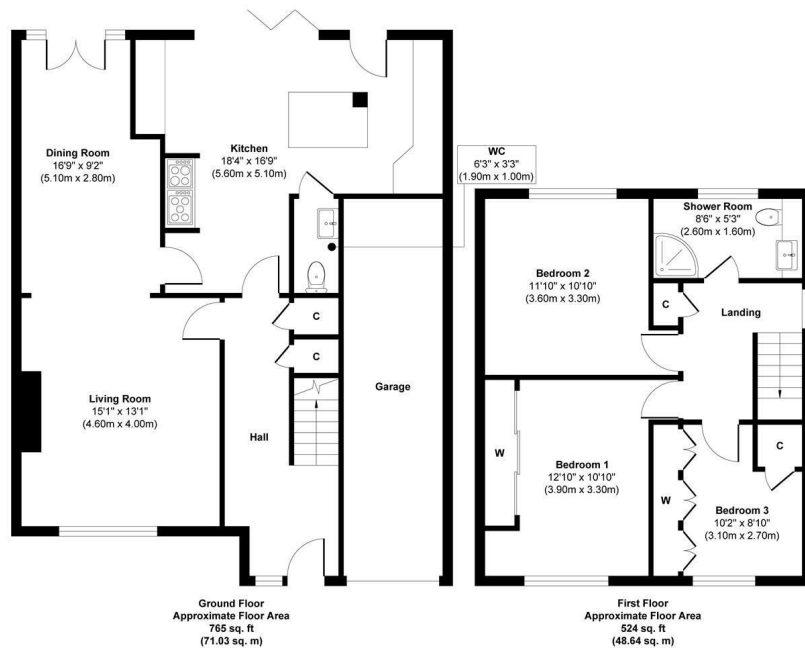 Dining Room
16'9" x 9'2"
(5.10m x 2.80m)
Kitchen
18'4" x 16'9"
(5.60m x 5.10m)
WC
6'3" x 3'3"
(1.90m x 1.00m)
Living Room
15'1" x 13'1"
(4.60m x 4.00m)
Hall
C
C
Garage
Ground Floor
Approximate Floor Area
765 sq. ft
(71.03 sq. m)
Shower Room
8'6" x 5'3"
(2.60m x 1.60m)
Bedroom 2
11'10" x 10'10"
(3.60m x 3.30m)
C
Landing
W
Bedroom 1
12'10" x 10'10"
(3.90m x 3.30m)
W
C
Bedroom 3
10'2" x 8'10"
(3.10m x 2.70m)
First Floor
Approximate Floor Area
524 sq. ft
(48.64 sq. m)